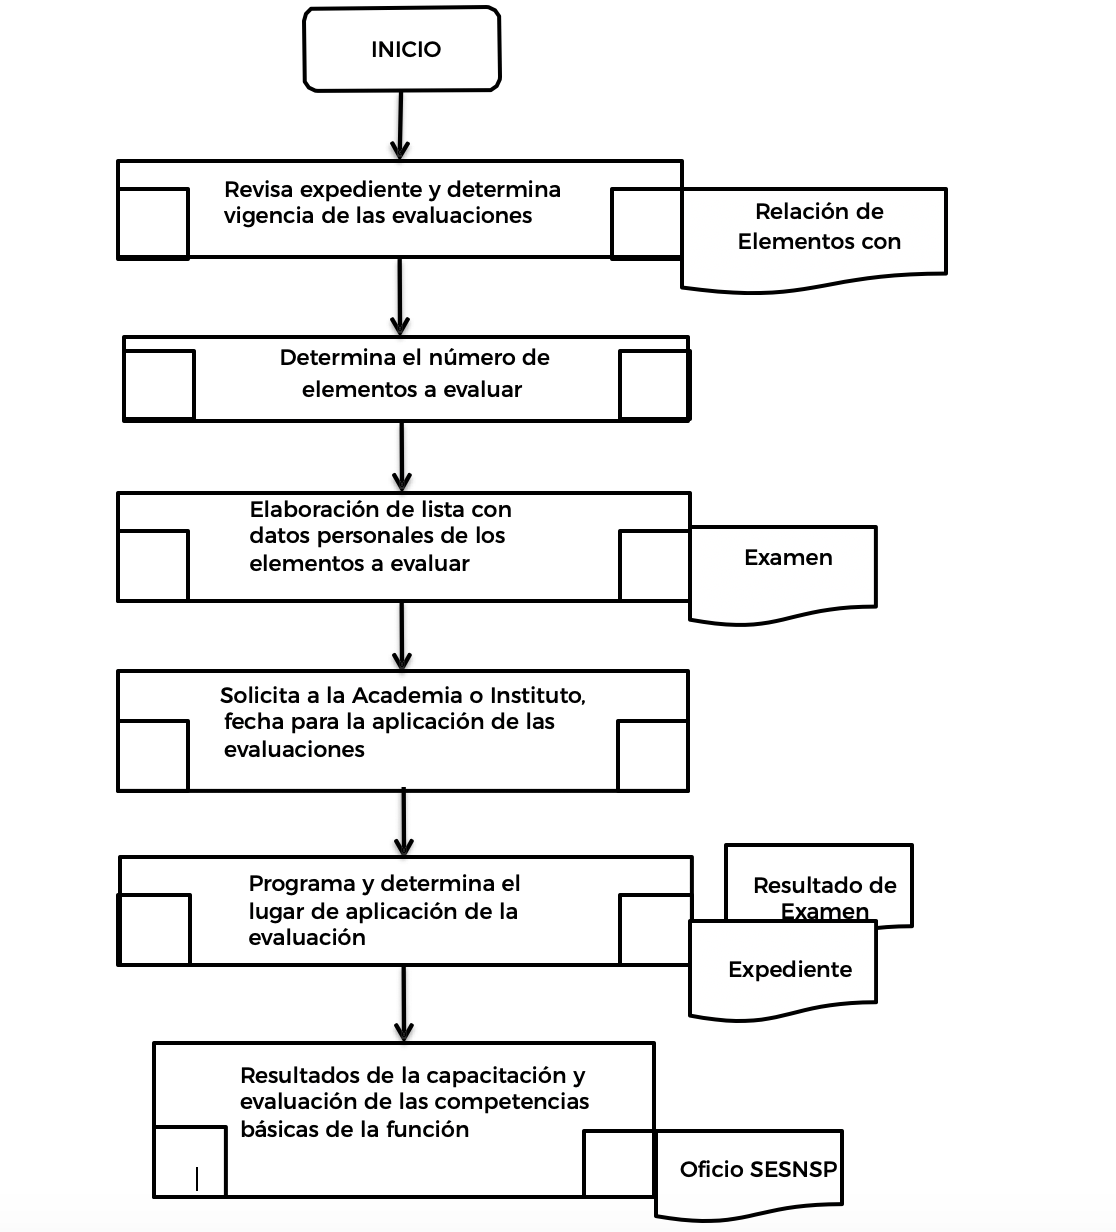 INICIO
Revisa expediente y determina
vigencia de las evaluaciones
Relación de
Elementos con
Determina el número de
elementos a evaluar
Elaboración de lista con
datos personales de los
elementos a evaluar
Examen
Solicita a la Academia o Instituto,
fecha para la aplicación de las
evaluaciones
Programa y determina el
lugar de aplicación de la
evaluación
Resultado de
Examen
Expediente
Resultados de la capacitación y
evaluación de las competencias
básicas de la función
Oficio SESNSP